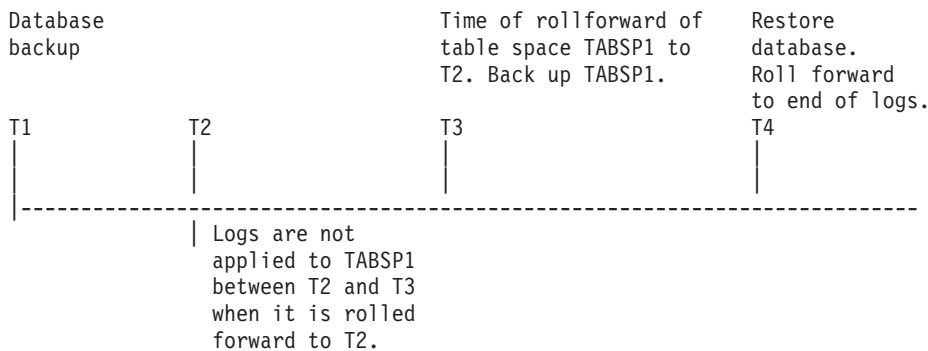 Database
backup
Time of rollforward of
table space TABSP1 to
T2. Back up TABSP1.
Restore
database.
Roll forward
to end of logs.
T1
T2
T3
T4
Logs are not
applied to TABSP1
between T2 and T3
when it is rolled
forward to T2.